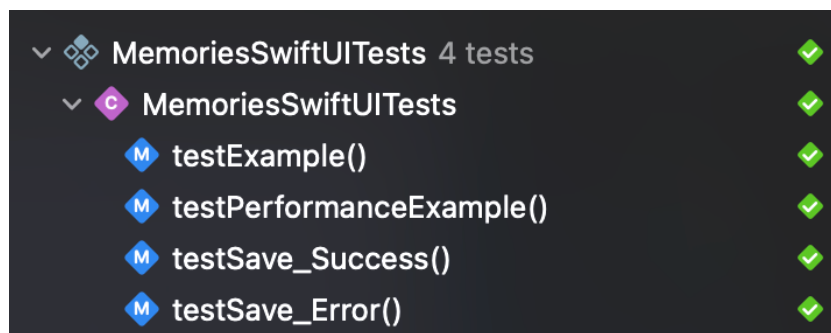 MemoriesSwiftUITests 4 tests
C MemoriesSwiftUITests
M testExample()
M testPerformanceExample()
M testSave_Success()
M testSave_Error()